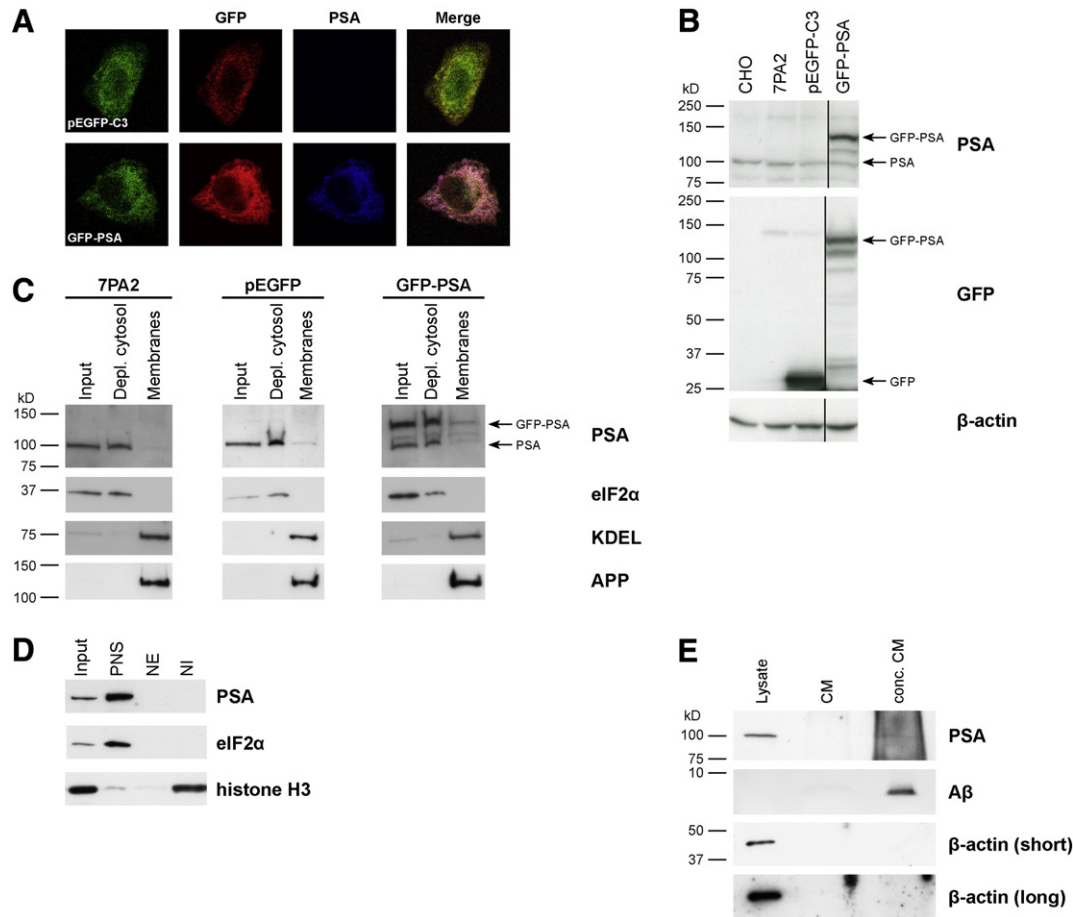 A
GFP PSA Merge
pEGFP-C3
GFP-PSA
B
CHO
7PA2
pEGFP-C3
GFP-PSA
kD
250
150
100
75
GFP-PSA
PSA
PSA
250
150
100
75
50
37
25
GFP-PSA
GFP
GFP
β-actin
C
7PA2 pEGFP GFP-PSA
Input
Depl. cytosol
Membranes
Input
Depl. cytosol
Membranes
Input
Depl. cytosol
Membranes
kD
150
100
75
GFP-PSA
PSA
PSA
37
eIF2α
75
KDEL
150
100
APP
D
Input
PNS
NE
NI
PSA
eIF2α
histone H3
E
Lysate
CM
conc. CM
kD
100
75
PSA
10
Aβ
50
37
β-actin (short)
β-actin (long)